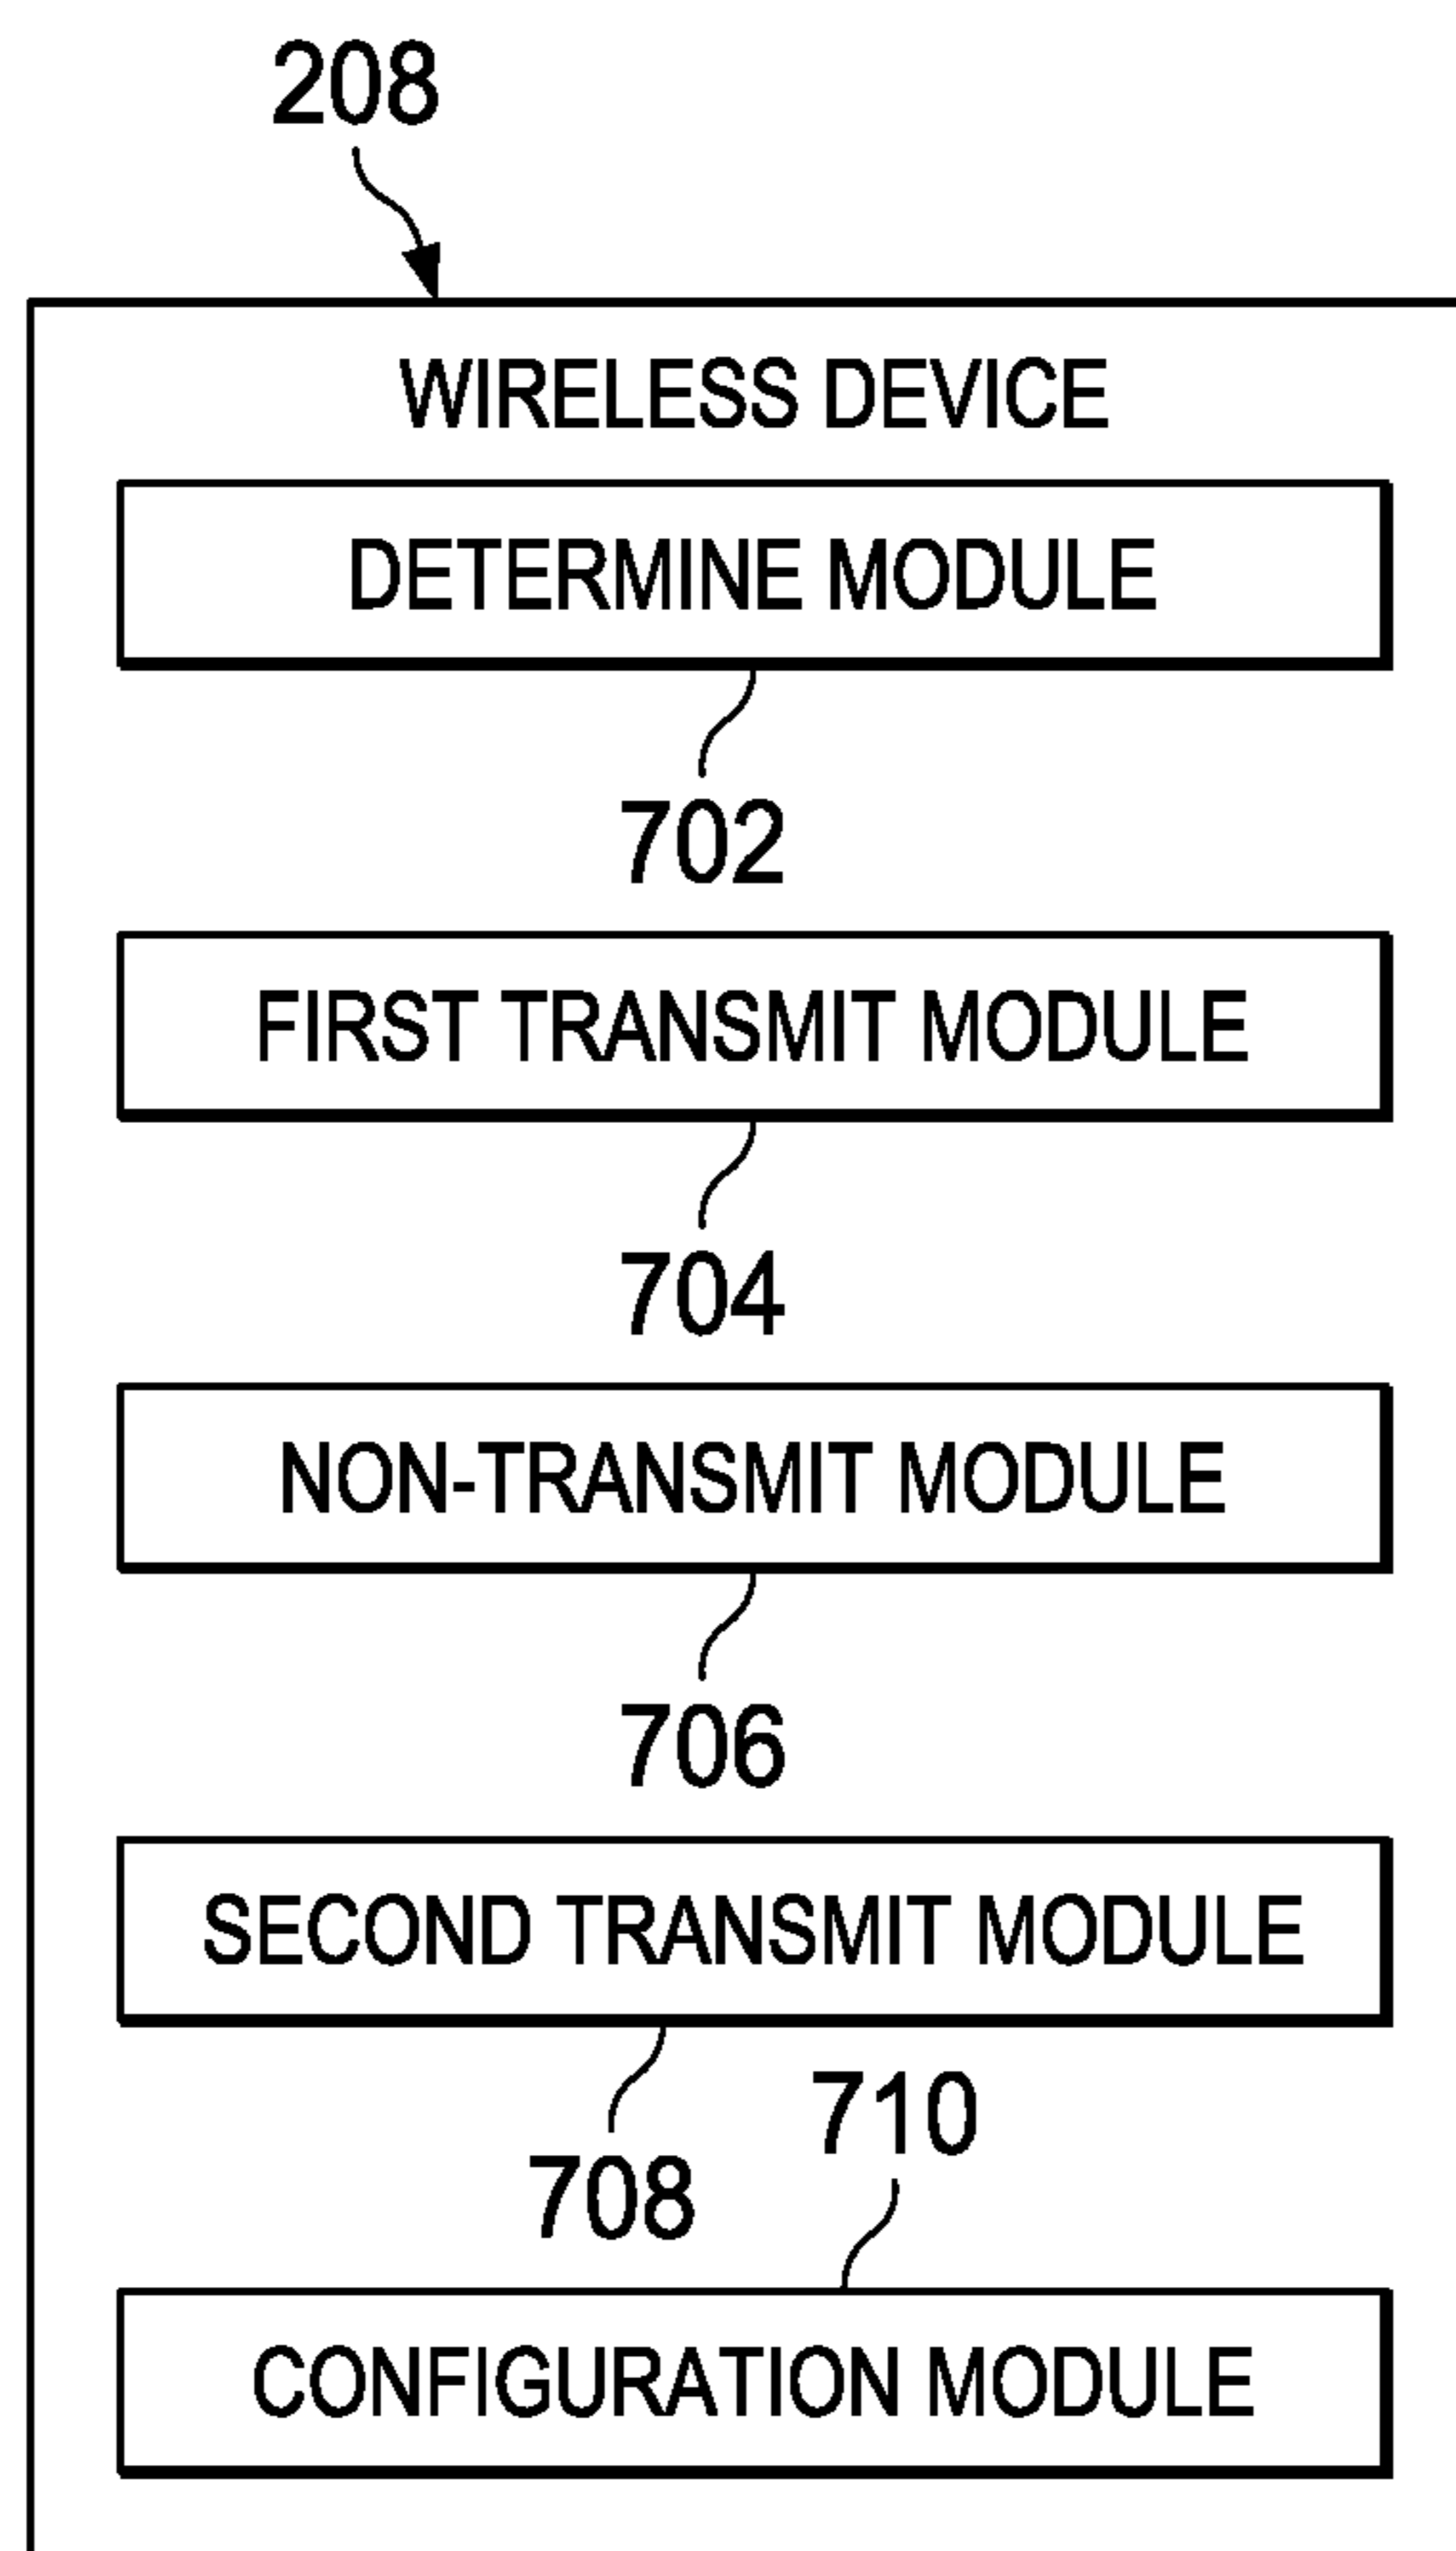 208
WIRELESS DEVICE
DETERMINE MODULE
702
FIRST TRANSMIT MODULE
704
NON-TRANSMIT MODULE
706
SECOND TRANSMIT MODULE
710
708
CONFIGURATION MODULE